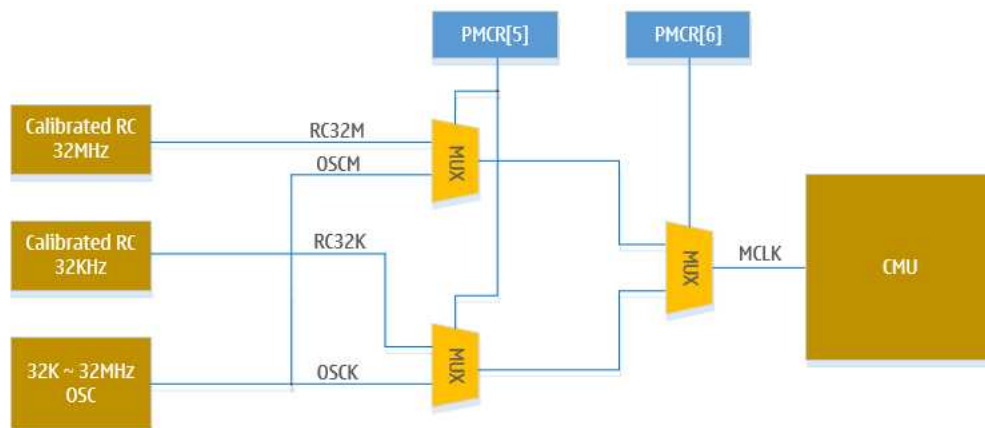 PMCR[5]
PMCR[6]
Calibrated RC
32MHz
RC32M
MUX
OSCM
Calibrated RC
32KHz
RC32K
MUX
MCLK
CMU
32K ~ 32MHz
OSC
OSCK
MUX